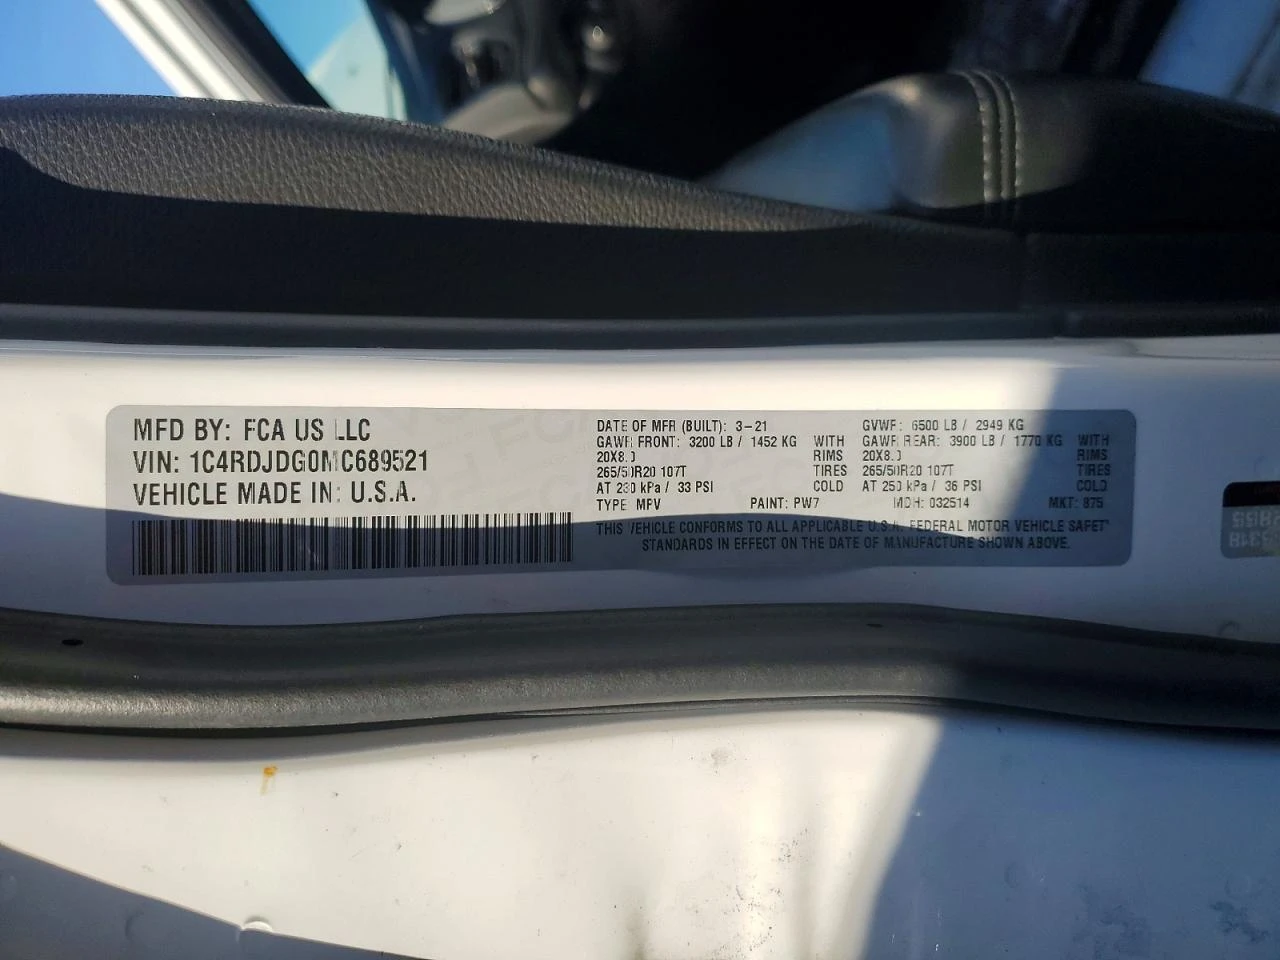 MFD BY: FCA US LLC
VIN: 1C4RDJDG0MC689521
VEHICLE MADE IN: U.S.A.
DATE OF MFR (BUILT): 3-21
GAWR FRONT: 3200 LB / 1452 KG WITH
20X8.0 RIMS
265/50R20 107T TIRES
AT 230 kPa / 33 PSI COLD
TYPE: MPV PAINT: PW7
GVWR: 6500 LB / 2949 KG
GAWR REAR: 3900 LB / 1770 KG WITH
20X8.0 RIMS
265/50R20 107T TIRES
AT 250 kPa / 36 PSI COLD
MDH: 032514 MKT: 875
THIS VEHICLE CONFORMS TO ALL APPLICABLE U.S.A. FEDERAL MOTOR VEHICLE SAFETY
STANDARDS IN EFFECT ON THE DATE OF MANUFACTURE SHOWN ABOVE.